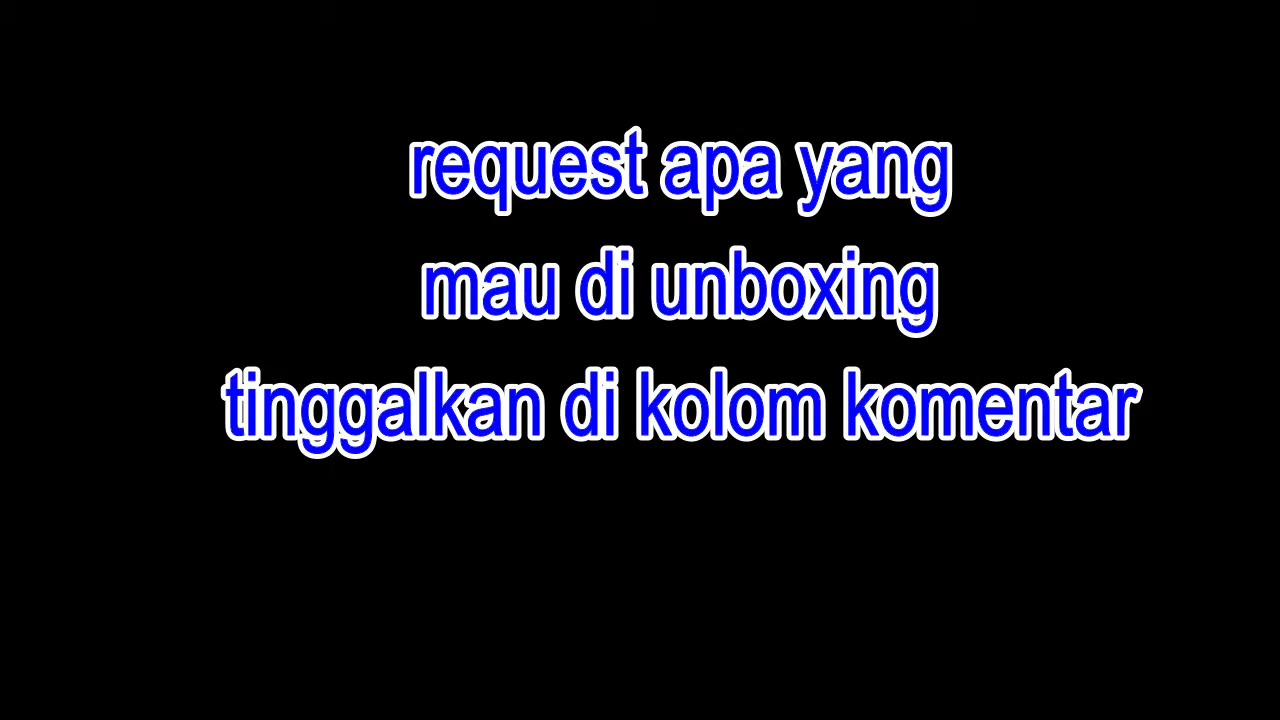 request apa yang
mau di unboxing
tinggalkan di kolom komentar